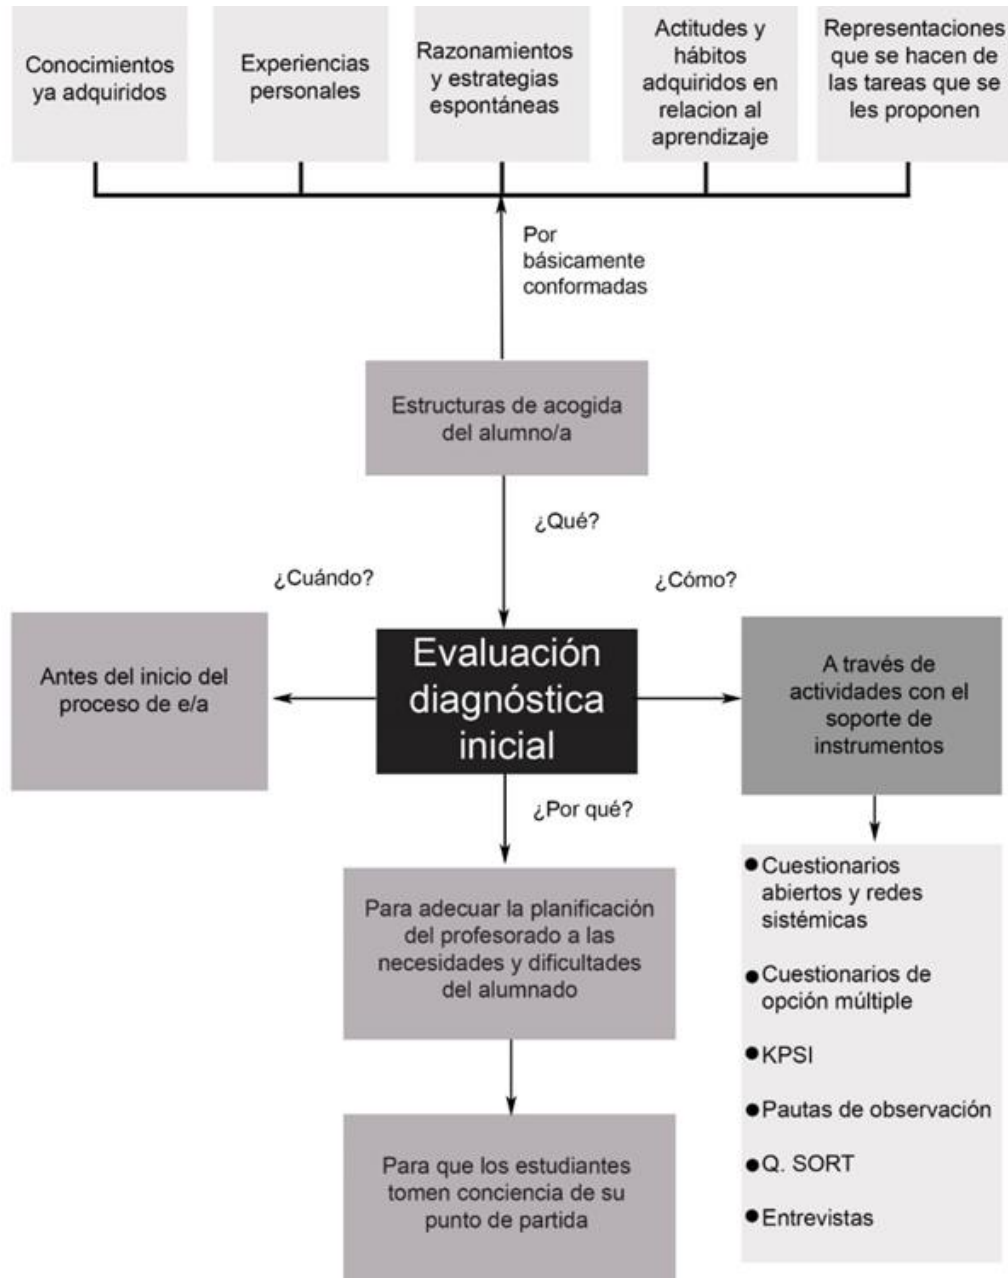 Conocimientos
ya adquiridos
Experiencias
personales
Razonamientos
y estrategias
espontáneas
Actitudes y
hábitos
adquiridos en
relacion al
aprendizaje
Representaciones
que se hacen de
las tareas que se
les proponen
Por
básicamente
conformadas
Estructuras de acogida
del alumno/a
¿Qué?
¿Cuándo?
¿Cómo?
Antes del inicio del
proceso de e/a
Evaluación
diagnóstica
inicial
A través de
actividades con el
soporte de
instrumentos
¿Por qué?
Para adecuar la planificación
del profesorado a las
necesidades y dificultades
del alumnado
Para que los estudiantes
tomen conciencia de su
punto de partida
● Cuestionarios
abiertos y redes
sistémicas
● Cuestionarios de
opción múltiple
● KPSI
● Pautas de observación
● Q. SORT
● Entrevistas